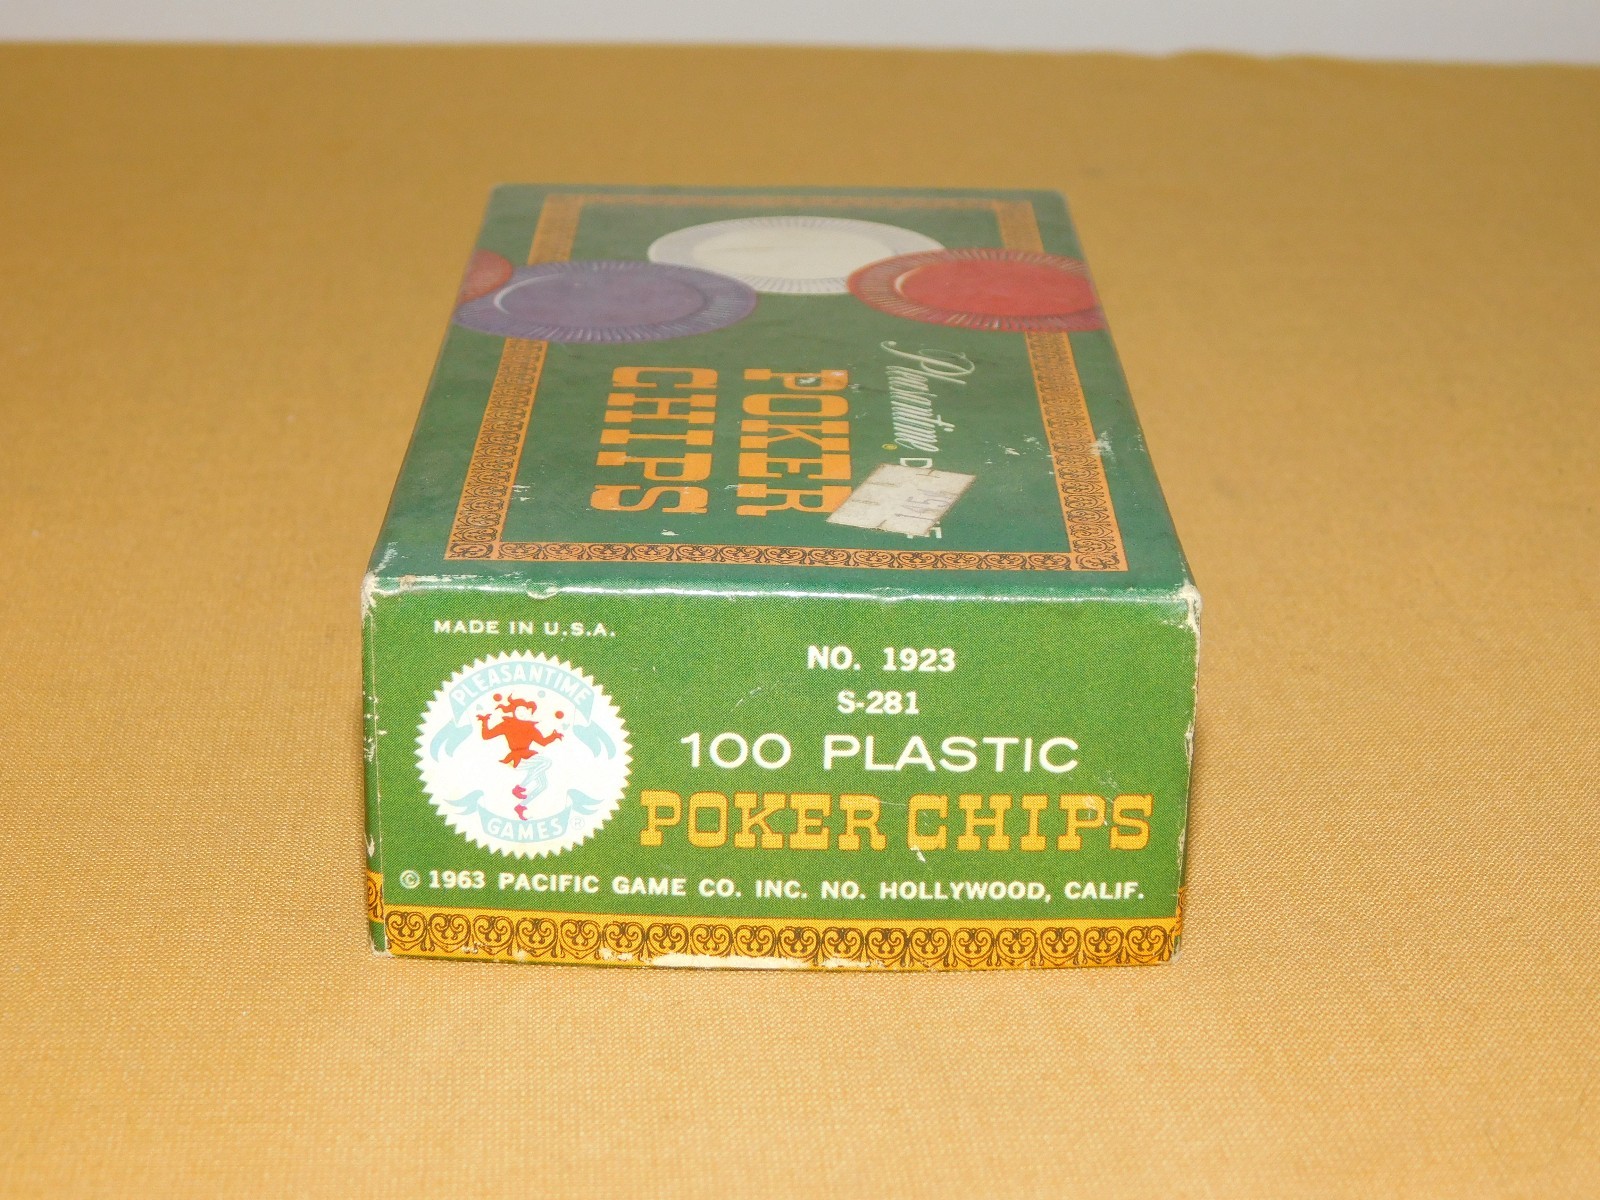 Pleasantime ®
POKER
CHIPS
MADE IN U.S.A.
PLEASANTIME
GAMES ®
NO. 1923
S-281
100 PLASTIC
POKER CHIPS
© 1963 PACIFIC GAME CO. INC. NO. HOLLYWOOD, CALIF.